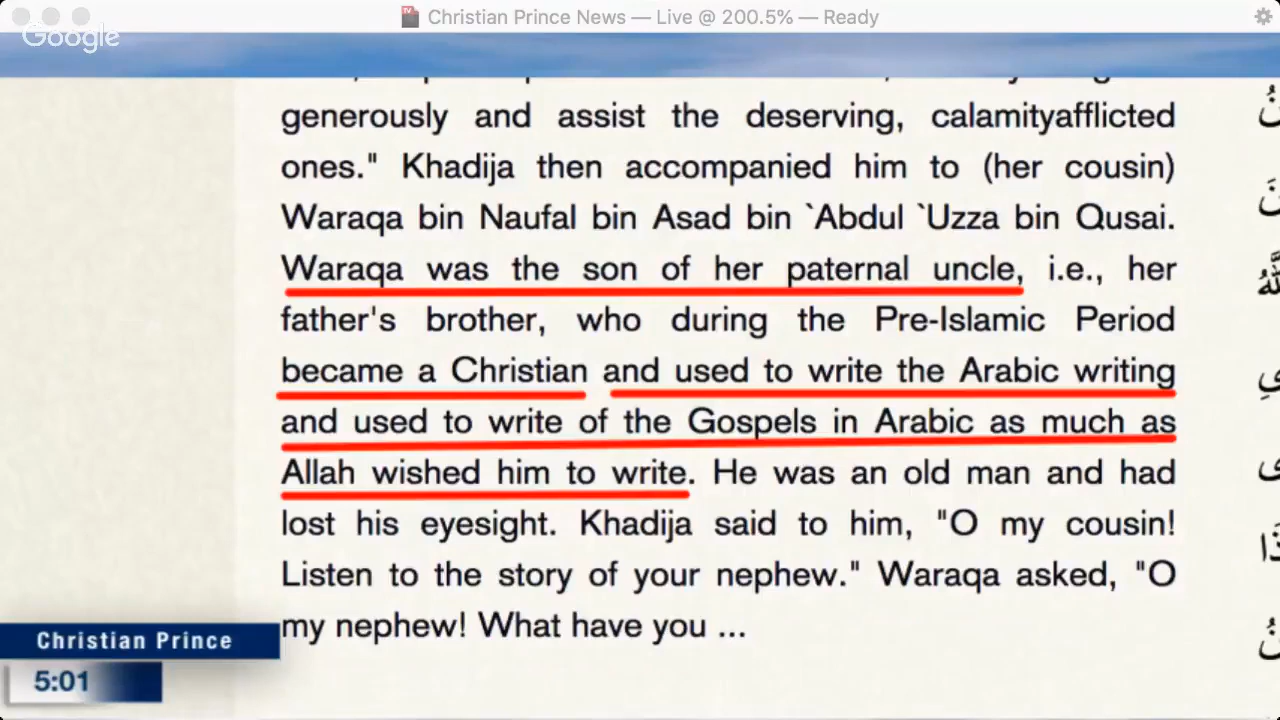 Christian Prince News — Live @ 200.5% — Ready
Google
generously and assist the deserving, calamityafflicted
ones." Khadija then accompanied him to (her cousin)
Waraqa bin Naufal bin Asad bin `Abdul `Uzza bin Qusai.
Waraqa was the son of her paternal uncle, i.e., her
father's brother, who during the Pre-Islamic Period
became a Christian and used to write the Arabic writing
and used to write of the Gospels in Arabic as much as
Allah wished him to write. He was an old man and had
lost his eyesight. Khadija said to him, "O my cousin!
Listen to the story of your nephew." Waraqa asked, "O
my nephew! What have you ...
Christian Prince
5:01